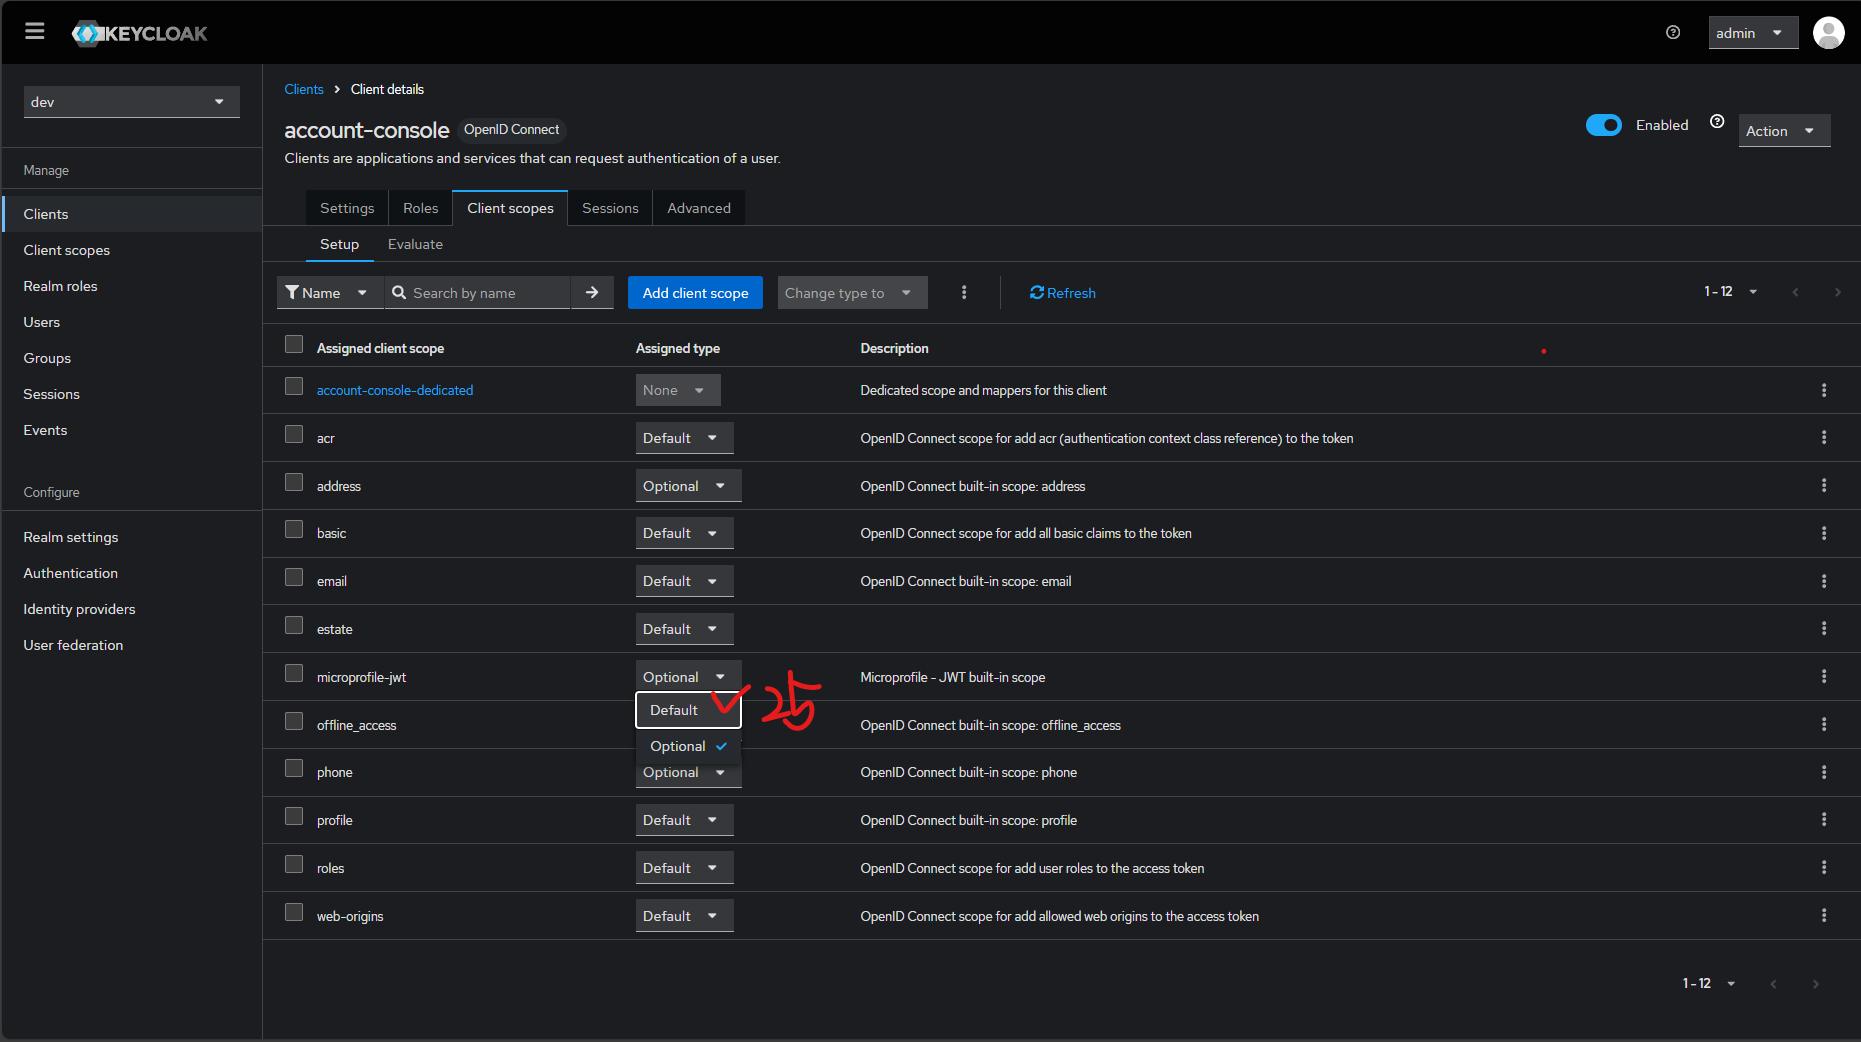 KEYCLOAK
admin
dev
Manage
Clients
Client scopes
Realm roles
Users
Groups
Sessions
Events
Configure
Realm settings
Authentication
Identity providers
User federation
Clients > Client details
account-console OpenID Connect
Enabled
Action
Clients are applications and services that can request authentication of a user.
Settings Roles Client scopes Sessions Advanced
Setup Evaluate
Name Search by name Add client scope Change type to Refresh 1 - 12
Assigned client scope Assigned type Description
account-console-dedicated None Dedicated scope and mappers for this client
acr Default OpenID Connect scope for add acr (authentication context class reference) to the token
address Optional OpenID Connect built-in scope: address
basic Default OpenID Connect scope for add all basic claims to the token
email Default OpenID Connect built-in scope: email
estate Default
microprofile-jwt Optional Microprofile - JWT built-in scope
Default 25
offline_access OpenID Connect built-in scope: offline_access
Optional
phone Optional OpenID Connect built-in scope: phone
profile Default OpenID Connect built-in scope: profile
roles Default OpenID Connect scope for add user roles to the access token
web-origins Default OpenID Connect scope for add allowed web origins to the access token
1 - 12